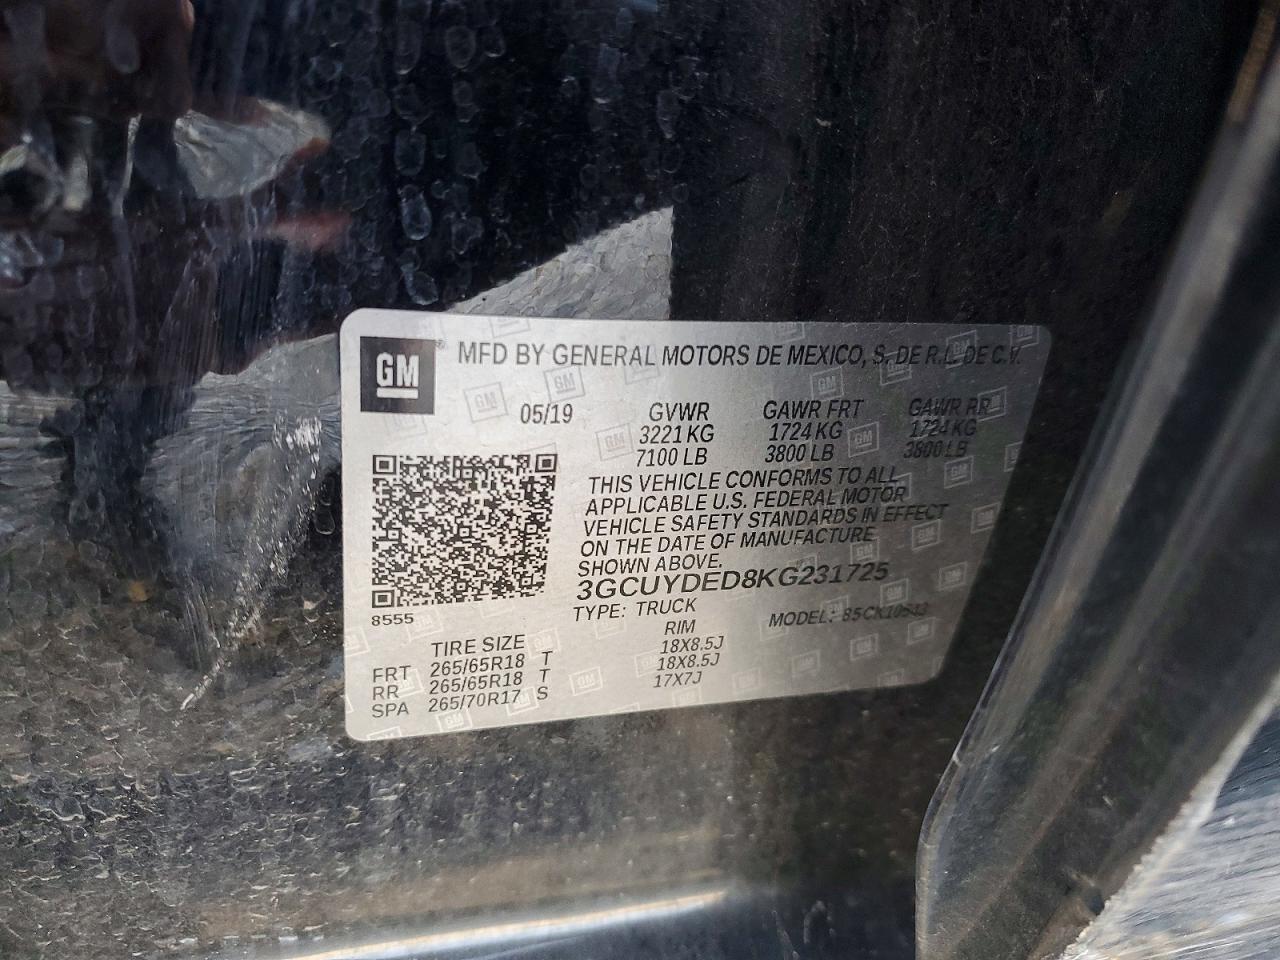 GM® MFD BY GENERAL MOTORS DE MEXICO, S. DE R.L. DE C.V.
05/19 GVWR GAWR FRT GAWR RR
3221 KG 1724 KG 1724 KG
7100 LB 3800 LB 3800 LB
THIS VEHICLE CONFORMS TO ALL
APPLICABLE U.S. FEDERAL MOTOR
VEHICLE SAFETY STANDARDS IN EFFECT
ON THE DATE OF MANUFACTURE
SHOWN ABOVE.
3GCUYDED8KG231725
8555 TYPE: TRUCK MODEL: 85CK10543
TIRE SIZE RIM
FRT 265/65R18 T 18X8.5J
RR 265/65R18 T 18X8.5J
SPA 265/70R17 S 17X7J